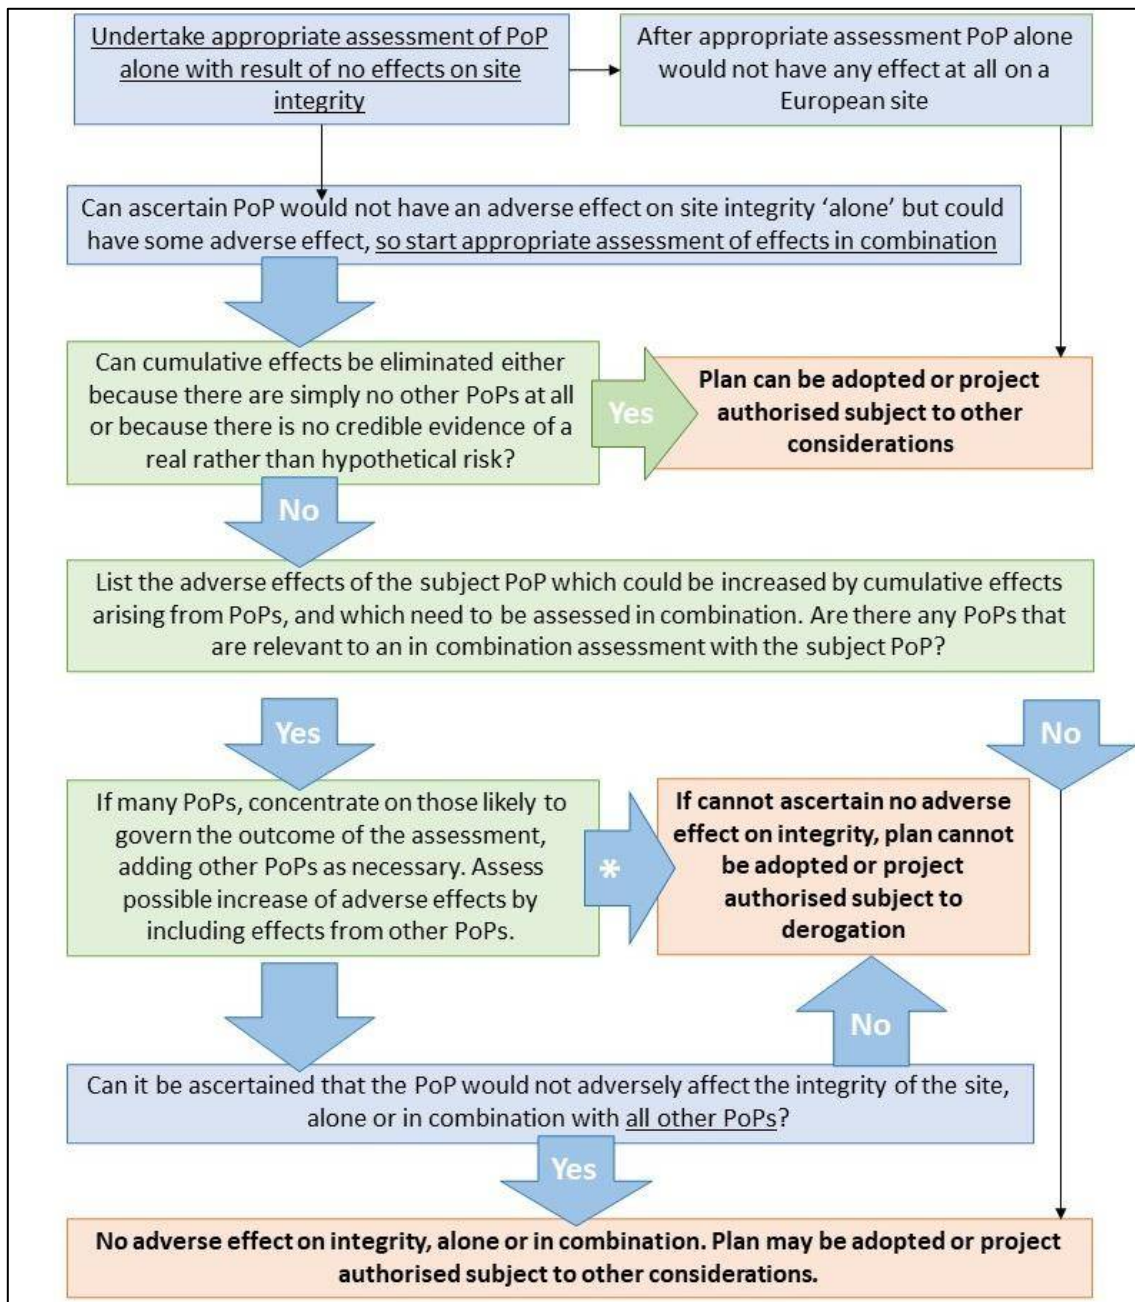 Undertake appropriate assessment of PoP
alone with result of no effects on site
integrity
After appropriate assessment PoP alone
would not have any effect at all on a
European site
Can ascertain PoP would not have an adverse effect on site integrity ‘alone’ but could
have some adverse effect, so start appropriate assessment of effects in combination
Can cumulative effects be eliminated either
because there are simply no other PoPs at all
or because there is no credible evidence of a
real rather than hypothetical risk?
Yes
Plan can be adopted or project
authorised subject to other
considerations
No
List the adverse effects of the subject PoP which could be increased by cumulative effects
arising from PoPs, and which need to be assessed in combination. Are there any PoPs that
are relevant to an in combination assessment with the subject PoP?
Yes
No
If many PoPs, concentrate on those likely to
govern the outcome of the assessment,
adding other PoPs as necessary. Assess
possible increase of adverse effects by
including effects from other PoPs.
*
If cannot ascertain no adverse
effect on integrity, plan cannot
be adopted or project
authorised subject to
derogation
No
Can it be ascertained that the PoP would not adversely affect the integrity of the site,
alone or in combination with all other PoPs?
Yes
No adverse effect on integrity, alone or in combination. Plan may be adopted or project
authorised subject to other considerations.